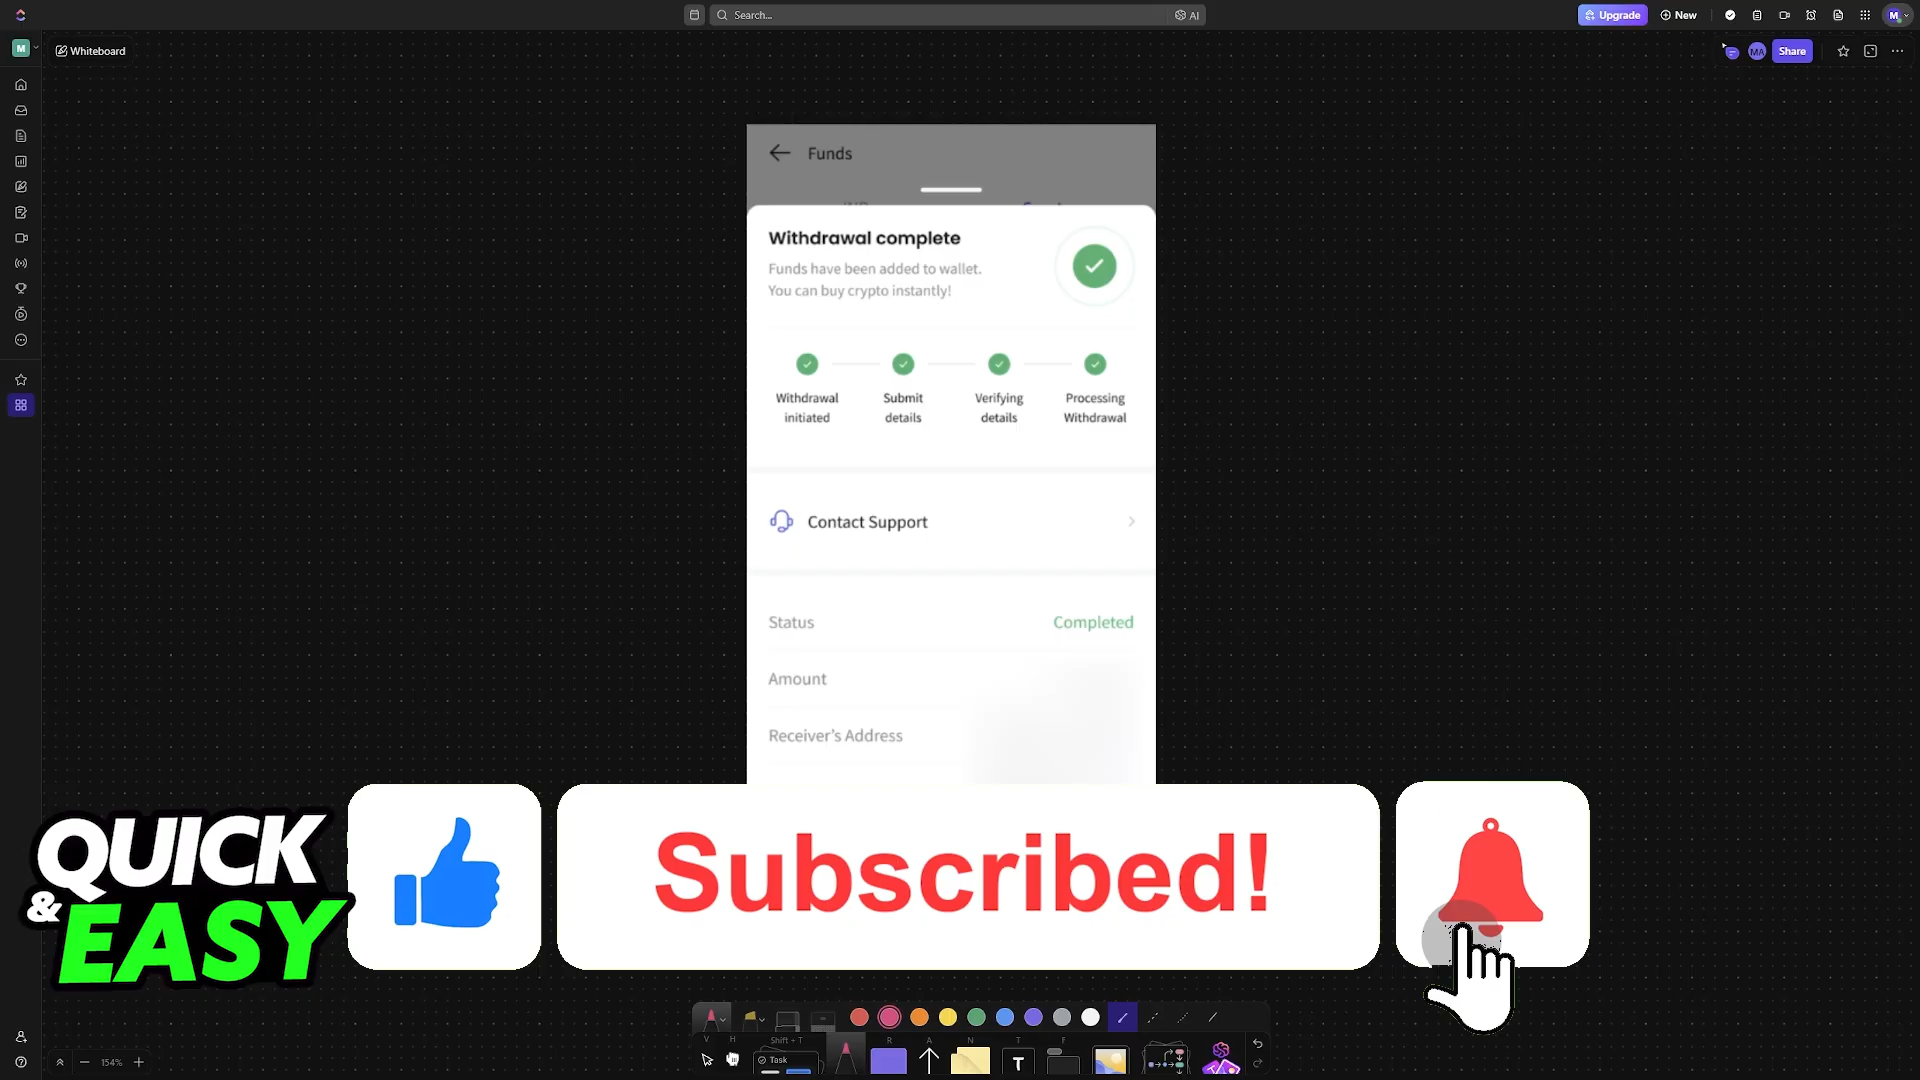 Search...
AI
Upgrade
New
M
M
Whiteboard
MA
Share
Funds
Withdrawal complete
Funds have been added to wallet.
You can buy crypto instantly!
Withdrawal initiated
Submit details
Verifying details
Processing Withdrawal
Contact Support
Status
Completed
Amount
Receiver's Address
QUICK
& EASY
Subscribed!
V
H
Shift + T
R
A
N
T
F
Task
T
154%